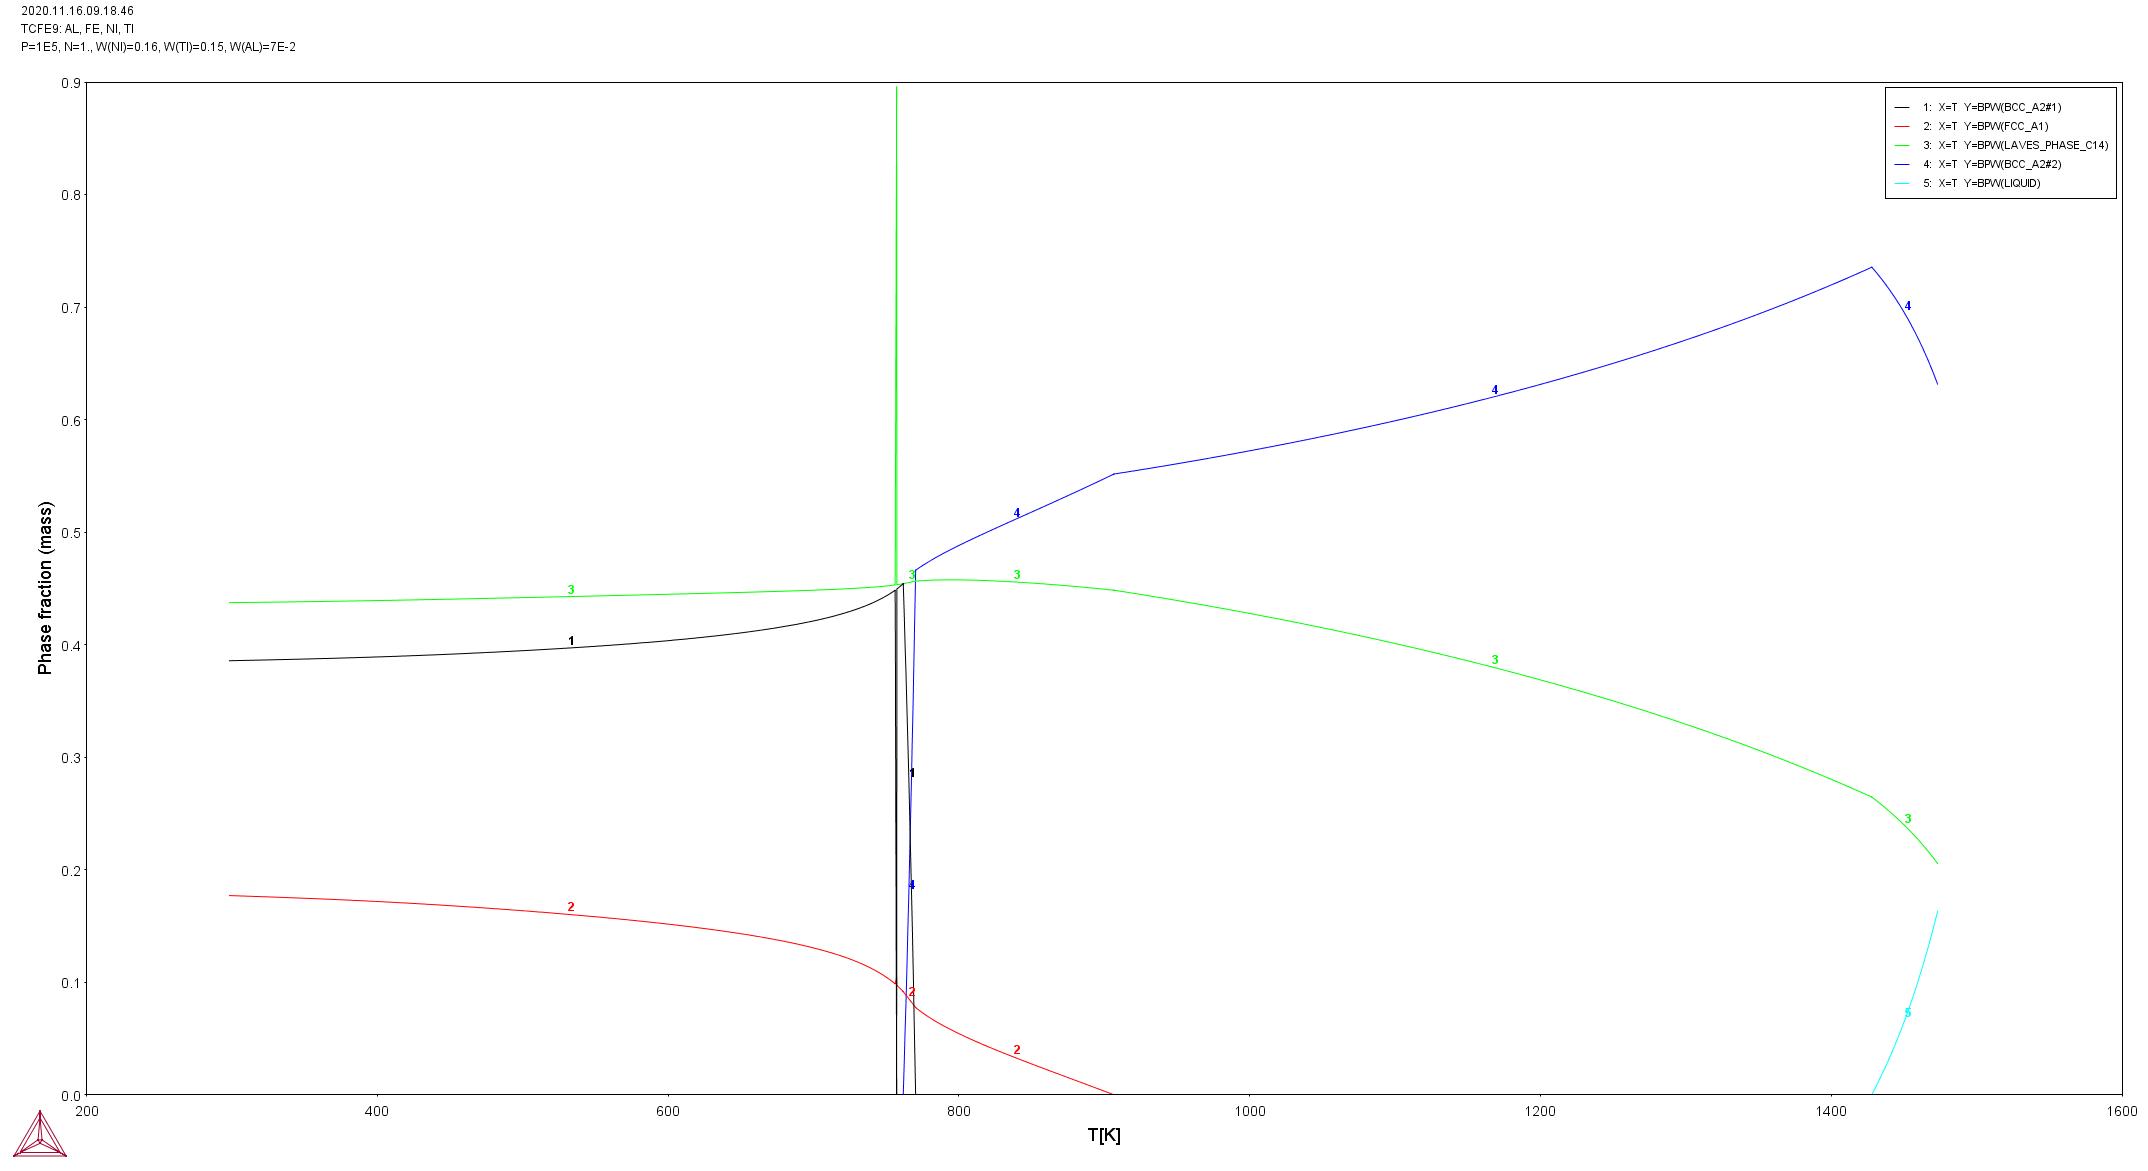 2020.11.16.09.18.46
TCFE9: AL, FE, NI, TI
P=1E5, N=1., W(NI)=0.16, W(TI)=0.15, W(AL)=7E-2
0.9
1: X=T Y=BPW(BCC_A2#1)
2: X=T Y=BPW(FCC_A1)
3: X=T Y=BPW(LAVES_PHASE_C14)
4: X=T Y=BPW(BCC_A2#2)
5: X=T Y=BPW(LIQUID)
0.8
0.7
4
0.6
4
0.5
4
3
3
3
0.4
1
3
Phase fraction (mass)
0.3
1
3
0.2
4
2
0.1
2
5
2
0.0
200 400 600 800 1000 1200 1400 1600
T[K]